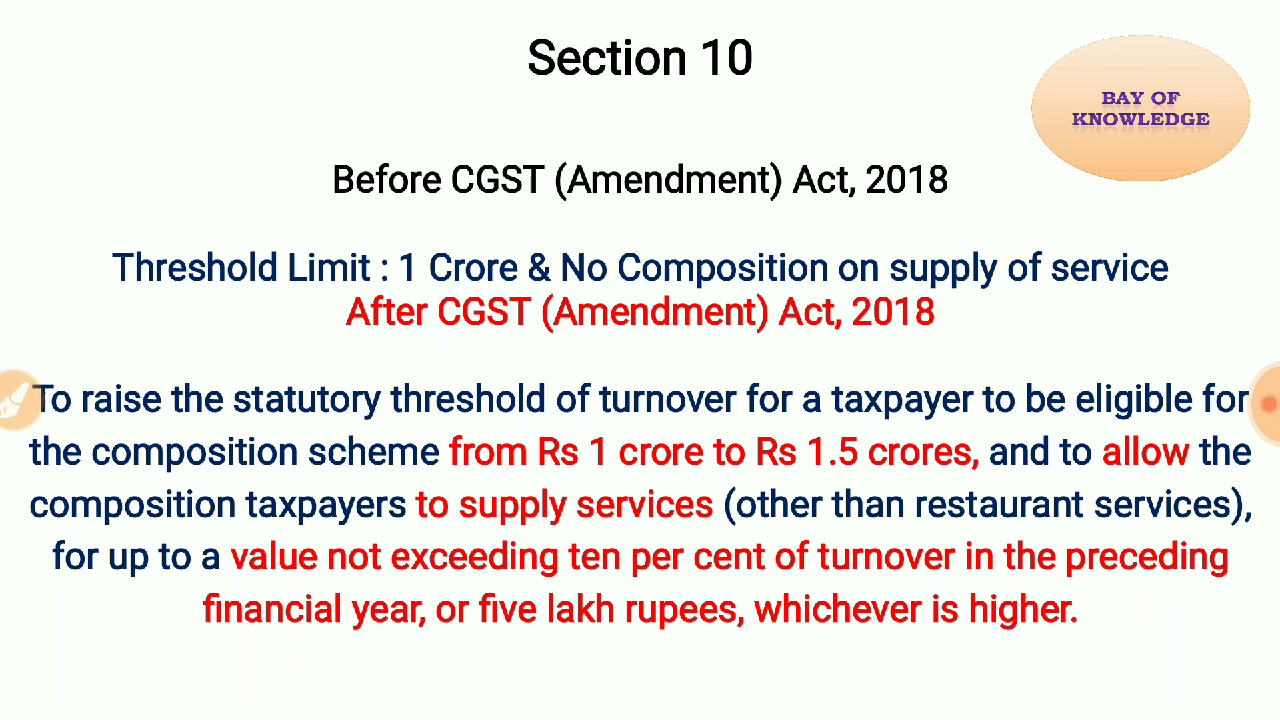 Section 10
BAY OF
KNOWLEDGE
Before CGST (Amendment) Act, 2018
Threshold Limit : 1 Crore & No Composition on supply of service
After CGST (Amendment) Act, 2018
To raise the statutory threshold of turnover for a taxpayer to be eligible for
the composition scheme from Rs 1 crore to Rs 1.5 crores, and to allow the
composition taxpayers to supply services (other than restaurant services),
for up to a value not exceeding ten per cent of turnover in the preceding
financial year, or five lakh rupees, whichever is higher.